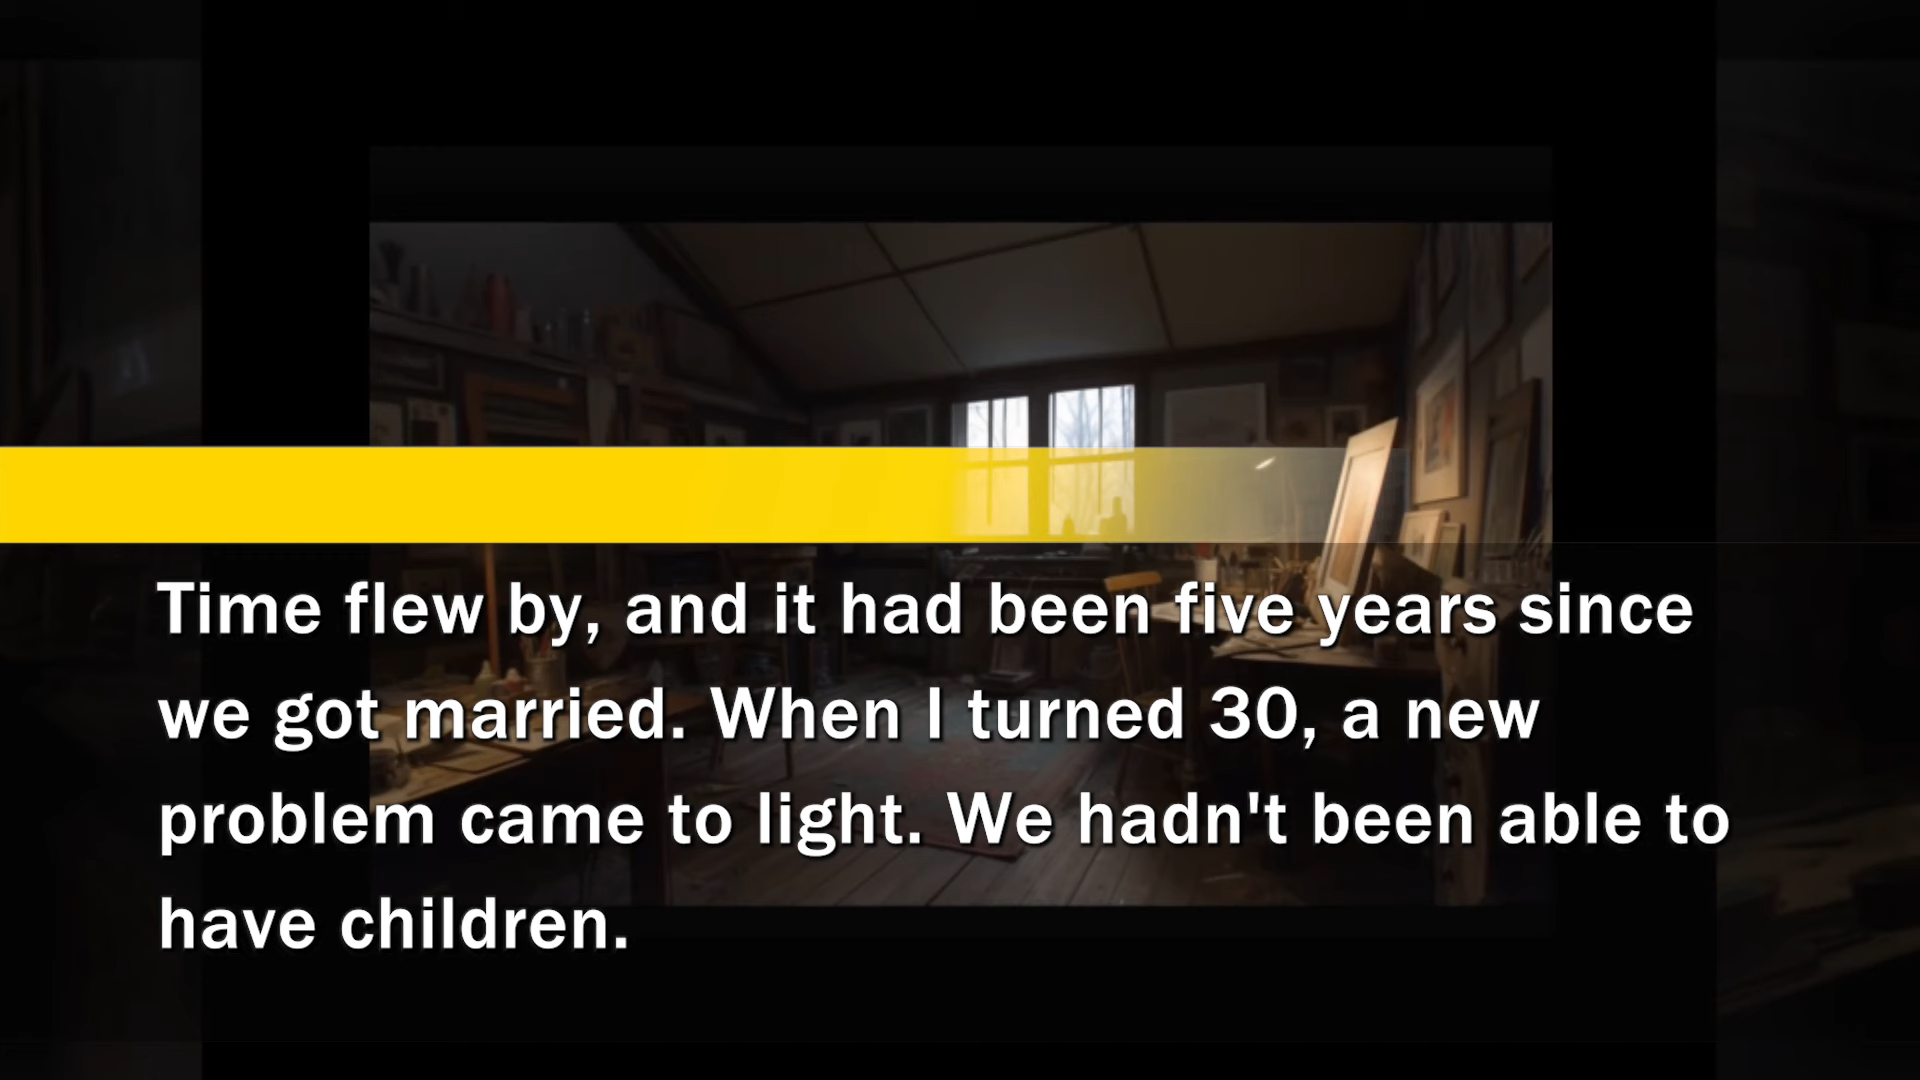 Time flew by, and it had been five years since
we got married. When I turned 30, a new
problem came to light. We hadn't been able to
have children.